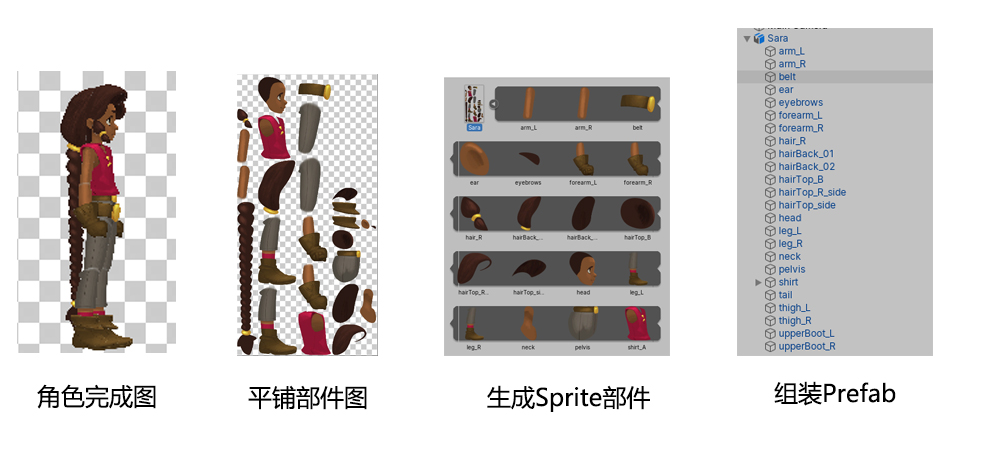 Sara
arm_L
arm_R
belt
ear
eyebrows
forearm_L
forearm_R
hair_R
hairBack_01
hairBack_02
hairTop_B
hairTop_R_side
hairTop_side
head
leg_L
leg_R
neck
pelvis
shirt
tail
thigh_L
thigh_R
upperBoot_L
upperBoot_R
Sara
arm_L
arm_R
belt
ear
eyebrows
forearm_L
forearm_R
hair_R
hairBack_...
hairBack_...
hairTop_B
hairTop_R...
hairTop_si...
head
leg_L
leg_R
neck
pelvis
shirt_A
角色完成图
平铺部件图
生成Sprite部件
组装Prefab